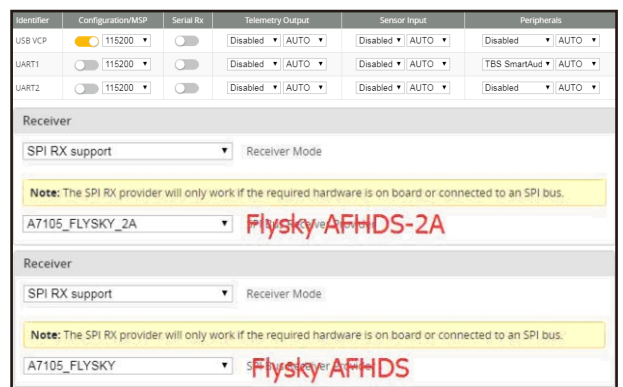 Identifier Configuration/MSP Serial Rx Telemetry Output Sensor Input Peripherals
USB VCP 115200 Disabled AUTO Disabled AUTO Disabled AUTO
UART1 115200 Disabled AUTO Disabled AUTO TBS SmartAud AUTO
UART2 115200 Disabled AUTO Disabled AUTO Disabled AUTO
Receiver
SPI RX support Receiver Mode
Note: The SPI RX provider will only work if the required hardware is on board or connected to an SPI bus.
A7105_FLYSKY_2A Flysky AFHDS-2A
Receiver
SPI RX support Receiver Mode
Note: The SPI RX provider will only work if the required hardware is on board or connected to an SPI bus.
A7105_FLYSKY Flysky AFHDS